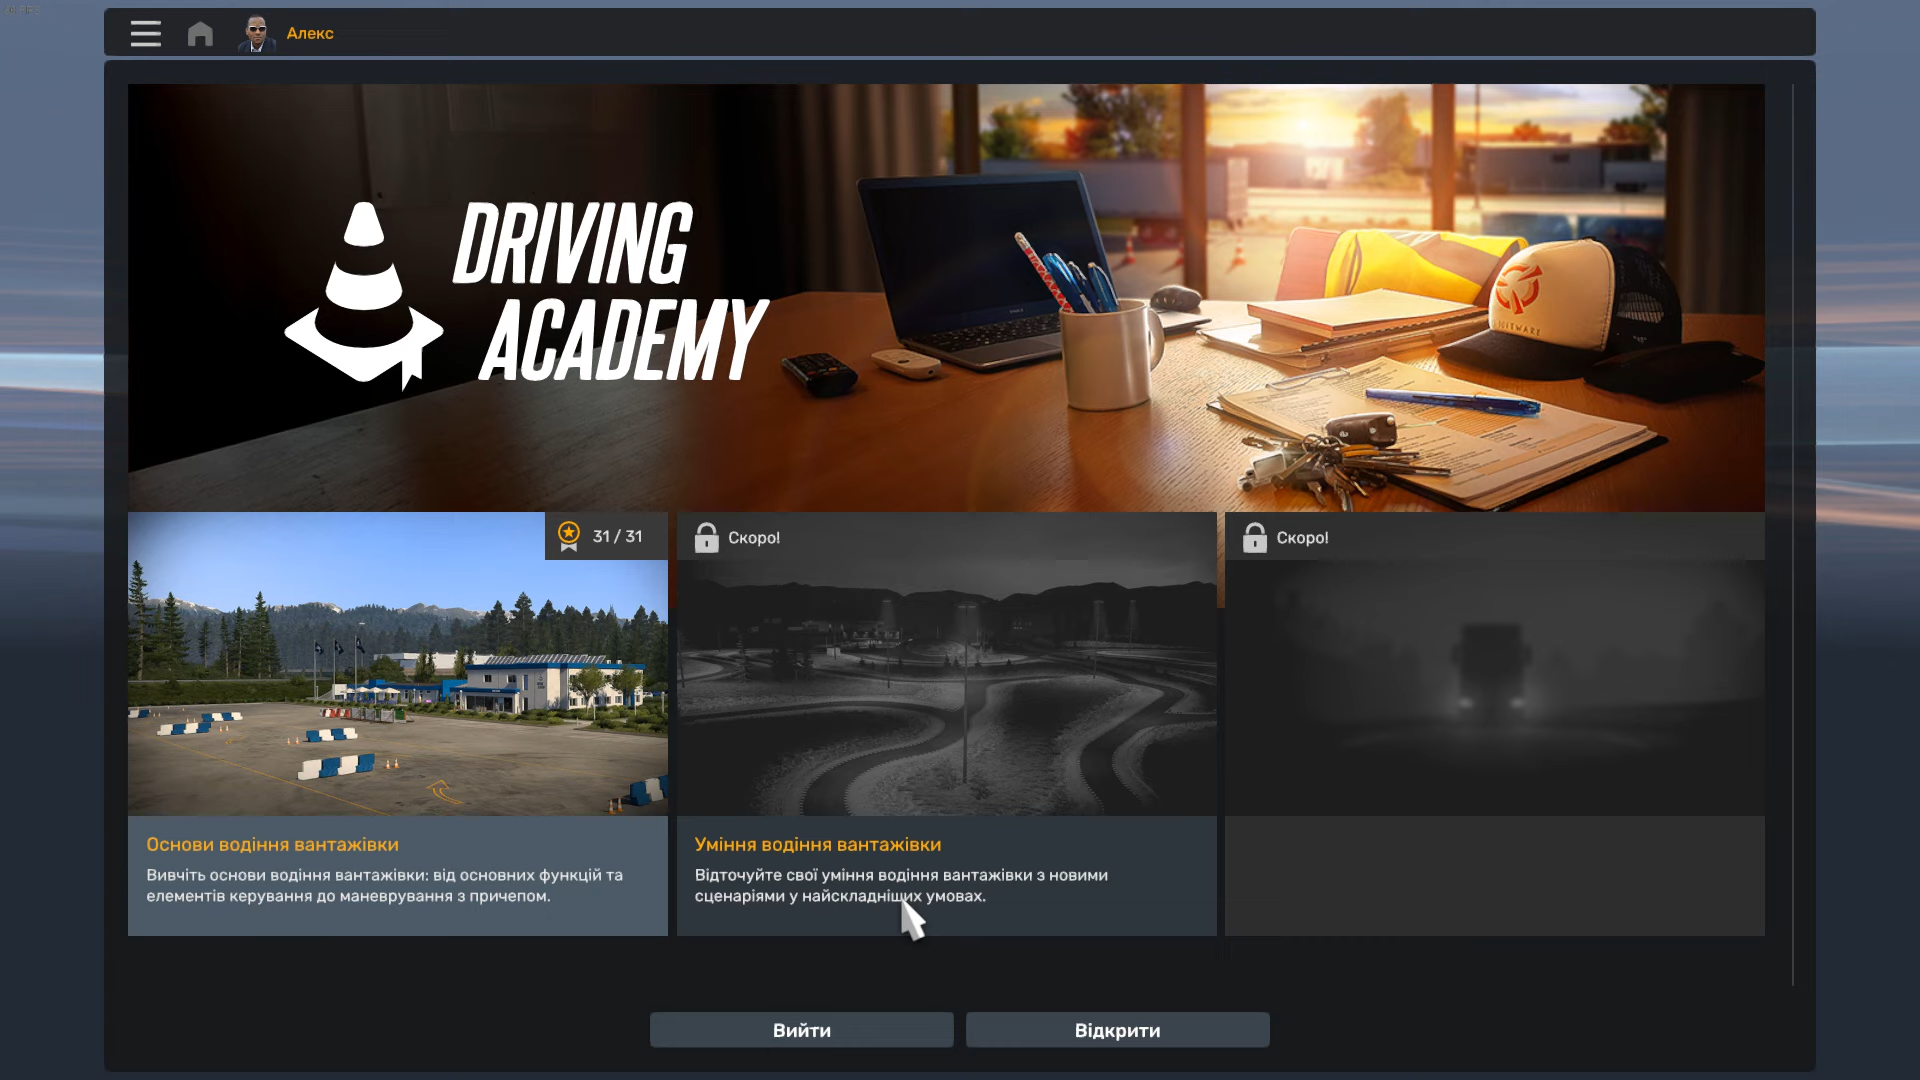 Алекс
DRIVING
ACADEMY
SOFTWARE
31 / 31
Скоро!
Скоро!
Основи водіння вантажівки
Вивчіть основи водіння вантажівки: від основних функцій та
елементів керування до маневрування з причепом.
Уміння водіння вантажівки
Відточуйте свої уміння водіння вантажівки з новими
сценаріями у найскладніших умовах.
Вийти
Відкрити